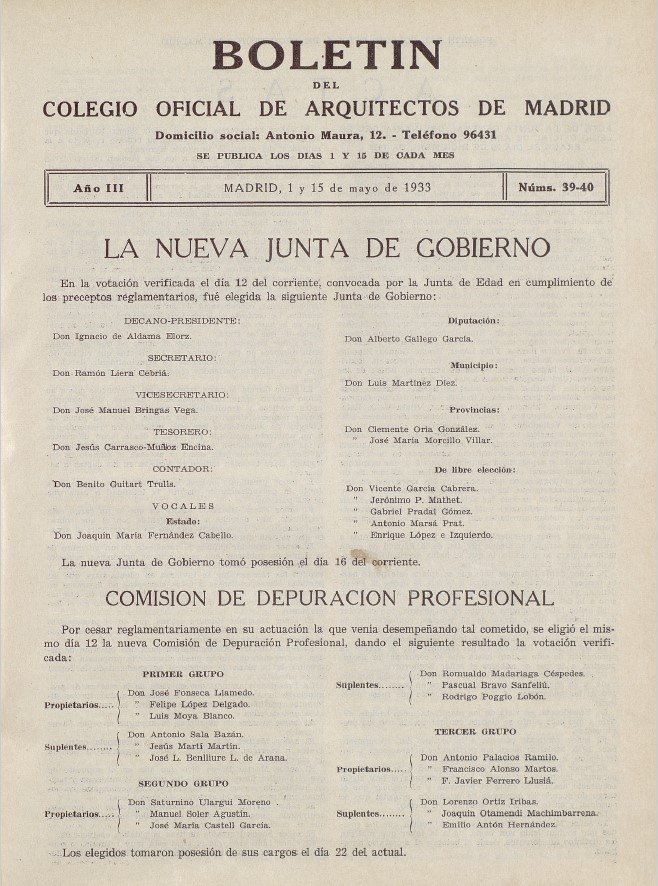 BOLETIN
DEL
COLEGIO OFICIAL DE ARQUITECTOS DE MADRID
Domicilio social: Antonio Maura, 12. - Teléfono 96431
SE PUBLICA LOS DIAS 1 Y 15 DE CADA MES
Año III
MADRID, 1 y 15 de mayo de 1933
Núms. 39-40
LA NUEVA JUNTA DE GOBIERNO
En la votación verificada el día 12 del corriente, convocada por la Junta de Edad en cumplimiento de
los preceptos reglamentarios, fué elegida la siguiente Junta de Gobierno:
DECANO-PRESIDENTE:
Don Ignacio de Aldama Elorz.
SECRETARIO:
Don Ramón Liera Cebriá.
VICESECRETARIO:
Don José Manuel Bringas Vega.
TESORERO:
Don Jesús Carrasco-Muñoz Encina.
CONTADOR:
Don Benito Guitart Trulls.
VOCALES
Estado:
Don Joaquín María Fernández Cabello.
Diputación:
Don Alberto Gallego García.
Municipio:
Don Luis Martínez Díez.
Provincias:
Don Clemente Oria González.
" José María Morcillo Villar.
De libre elección:
Don Vicente García Cabrera.
" Jerónimo P. Mathet.
" Gabriel Pradal Gómez.
" Antonio Marsá Prat.
" Enrique López e Izquierdo.
La nueva Junta de Gobierno tomó posesión el día 16 del corriente.
COMISION DE DEPURACION PROFESIONAL
Por cesar reglamentariamente en su actuación la que venía desempeñando tal cometido, se eligió el mis-
mo día 12 la nueva Comisión de Depuración Profesional, dando el siguiente resultado la votación verifi-
cada:
PRIMER GRUPO
Propietarios.....
Don José Fonseca Llamedo.
" Felipe López Delgado.
" Luis Moya Blanco.
Suplentes........
Don Antonio Sala Bazán.
" Jesús Martí Martín.
" José L. Benlliure L. de Arana.
SEGUNDO GRUPO
Propietarios.....
Don Saturnino Ulargui Moreno.
" Manuel Soler Agustín.
" José María Castell García.
Suplentes........
Don Romualdo Madariaga Céspedes.
" Pascual Bravo Sanfeliú.
" Rodrigo Poggio Lobón.
TERCER GRUPO
Propietarios.....
Don Antonio Palacios Ramilo.
" Francisco Alonso Martos.
" F. Javier Ferrero Llusiá.
Suplentes........
Don Lorenzo Ortiz Iribas.
" Joaquín Otamendi Machimbarrena.
" Emilio Antón Hernández.
Los elegidos tomaron posesión de sus cargos el día 22 del actual.